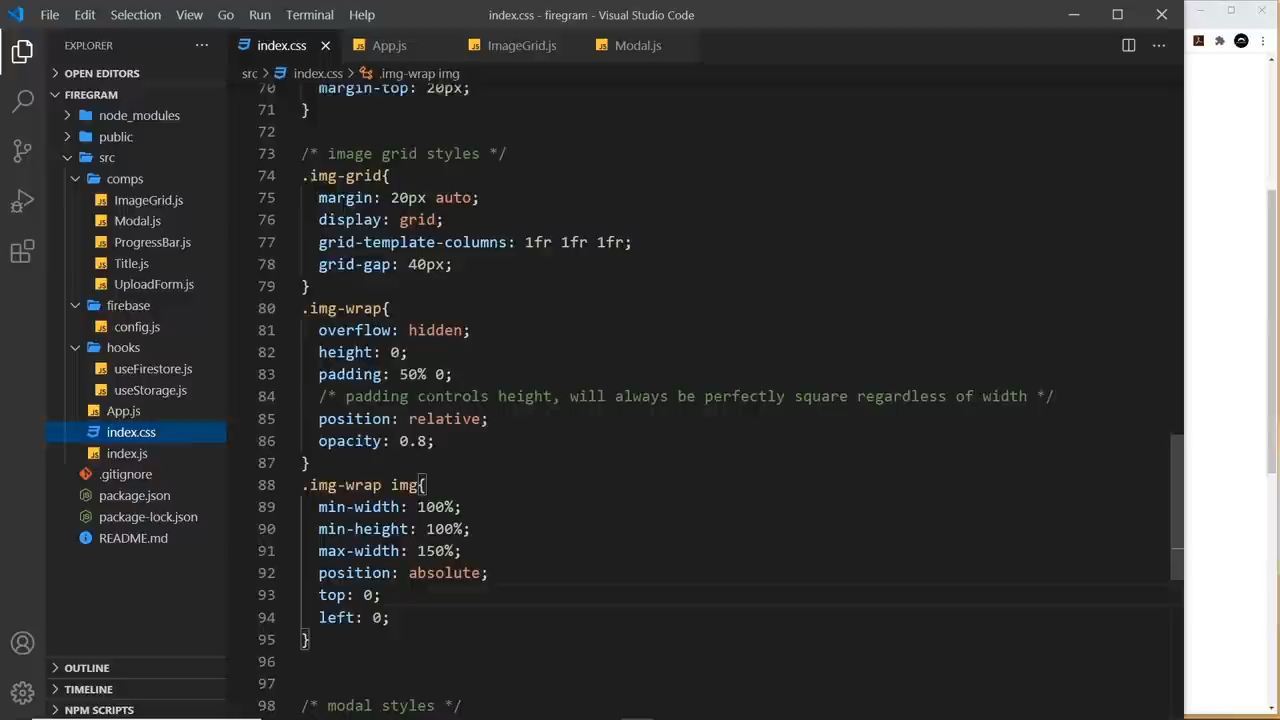 File Edit Selection View Go Run Terminal Help
index.css - firegram - Visual Studio Code
EXPLORER
index.css
App.js
ImageGrid.js
Modal.js
OPEN EDITORS
src > index.css > .img-wrap img
FIREGRAM
node_modules
public
src
comps
ImageGrid.js
Modal.js
ProgressBar.js
Title.js
UploadForm.js
firebase
config.js
hooks
useFirestore.js
useStorage.js
App.js
index.css
index.js
.gitignore
package.json
package-lock.json
README.md
OUTLINE
TIMELINE
NPM SCRIPTS
70 margin-top: 20px;
71 }
72
73 /* image grid styles */
74 .img-grid{
75 margin: 20px auto;
76 display: grid;
77 grid-template-columns: 1fr 1fr 1fr;
78 grid-gap: 40px;
79 }
80 .img-wrap{
81 overflow: hidden;
82 height: 0;
83 padding: 50% 0;
84 /* padding controls height, will always be perfectly square regardless of width */
85 position: relative;
86 opacity: 0.8;
87 }
88 .img-wrap img{
89 min-width: 100%;
90 min-height: 100%;
91 max-width: 150%;
92 position: absolute;
93 top: 0;
94 left: 0;
95 }
96
97
98 /* modal styles */